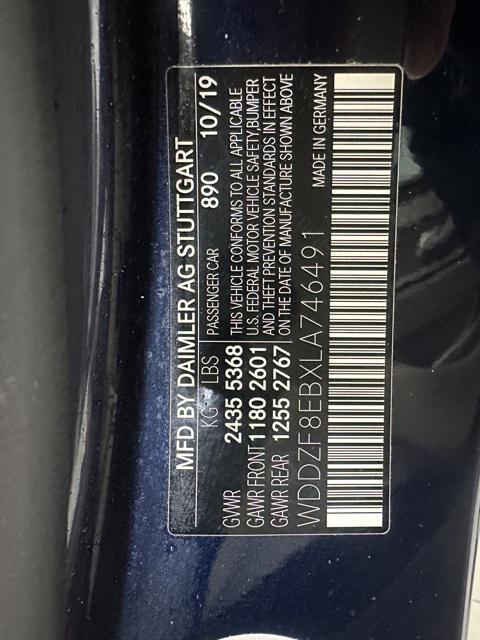 MFD BY DAIMLER AG STUTTGART
KG LBS PASSENGER CAR 890 10/19
GVWR 2435 5368 THIS VEHICLE CONFORMS TO ALL APPLICABLE
GAWR FRONT 1180 2601 U.S. FEDERAL MOTOR VEHICLE SAFETY,BUMPER
GAWR REAR 1255 2767 AND THEFT PREVENTION STANDARDS IN EFFECT
ON THE DATE OF MANUFACTURE SHOWN ABOVE
WDDZF8EBXLA746491 MADE IN GERMANY